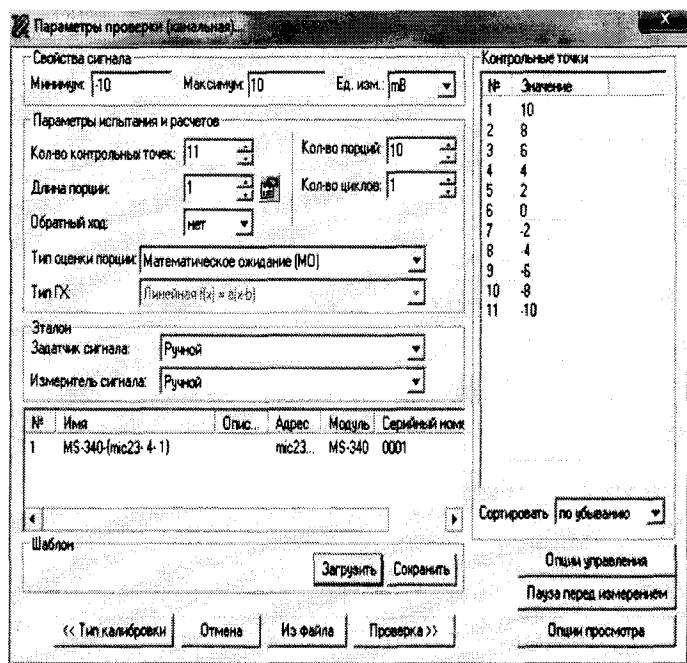 Параметры проверки (канальная)...
Свойства сигнала
Минимум: -10 Максимум: 10 Ед. изм.: mВ
Параметры испытания и расчетов
Кол-во контрольных точек: 11
Кол-во порций: 10
Длина порции: 1
Кол-во циклов: 1
Обратный ход: нет
Тип оценки порции: Математическое ожидание (МО)
Тип ГХ: Линейная f(x) = a(x-b)
Эталон
Задатчик сигнала: Ручной
Измеритель сигнала: Ручной
№ Имя Опис... Адрес Модуль Серийный номе
1 MS-340-{mic23- 4- 1} mic23... MS-340 0001
Шаблон
Загрузить Сохранить
<< Тип калибровки Отмена Из файла Проверка >>
Контрольные точки
№ Значение
1 10
2 8
3 6
4 4
5 2
6 0
7 -2
8 -4
9 -6
10 -8
11 -10
Сортировать по убыванию
Опции управления
Пауза перед измерением
Опции просмотра